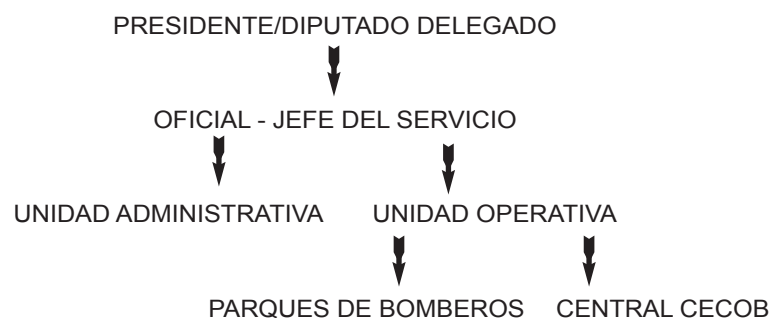 PRESIDENTE/DIPUTADO DELEGADO
OFICIAL - JEFE DEL SERVICIO
UNIDAD ADMINISTRATIVA UNIDAD OPERATIVA
PARQUES DE BOMBEROS CENTRAL CECOB